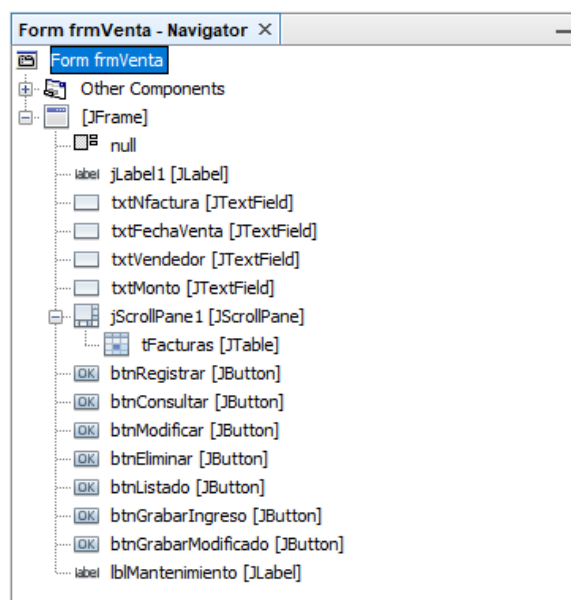 Form frmVenta - Navigator ×
Form frmVenta
Other Components
[JFrame]
null
label jLabel1 [JLabel]
txtNfactura [JTextField]
txtFechaVenta [JTextField]
txtVendedor [JTextField]
txtMonto [JTextField]
jScrollPane1 [JScrollPane]
tFacturas [JTable]
OK btnRegistrar [JButton]
OK btnConsultar [JButton]
OK btnModificar [JButton]
OK btnEliminar [JButton]
OK btnListado [JButton]
OK btnGrabarIngreso [JButton]
OK btnGrabarModificado [JButton]
label lblMantenimiento [JLabel]